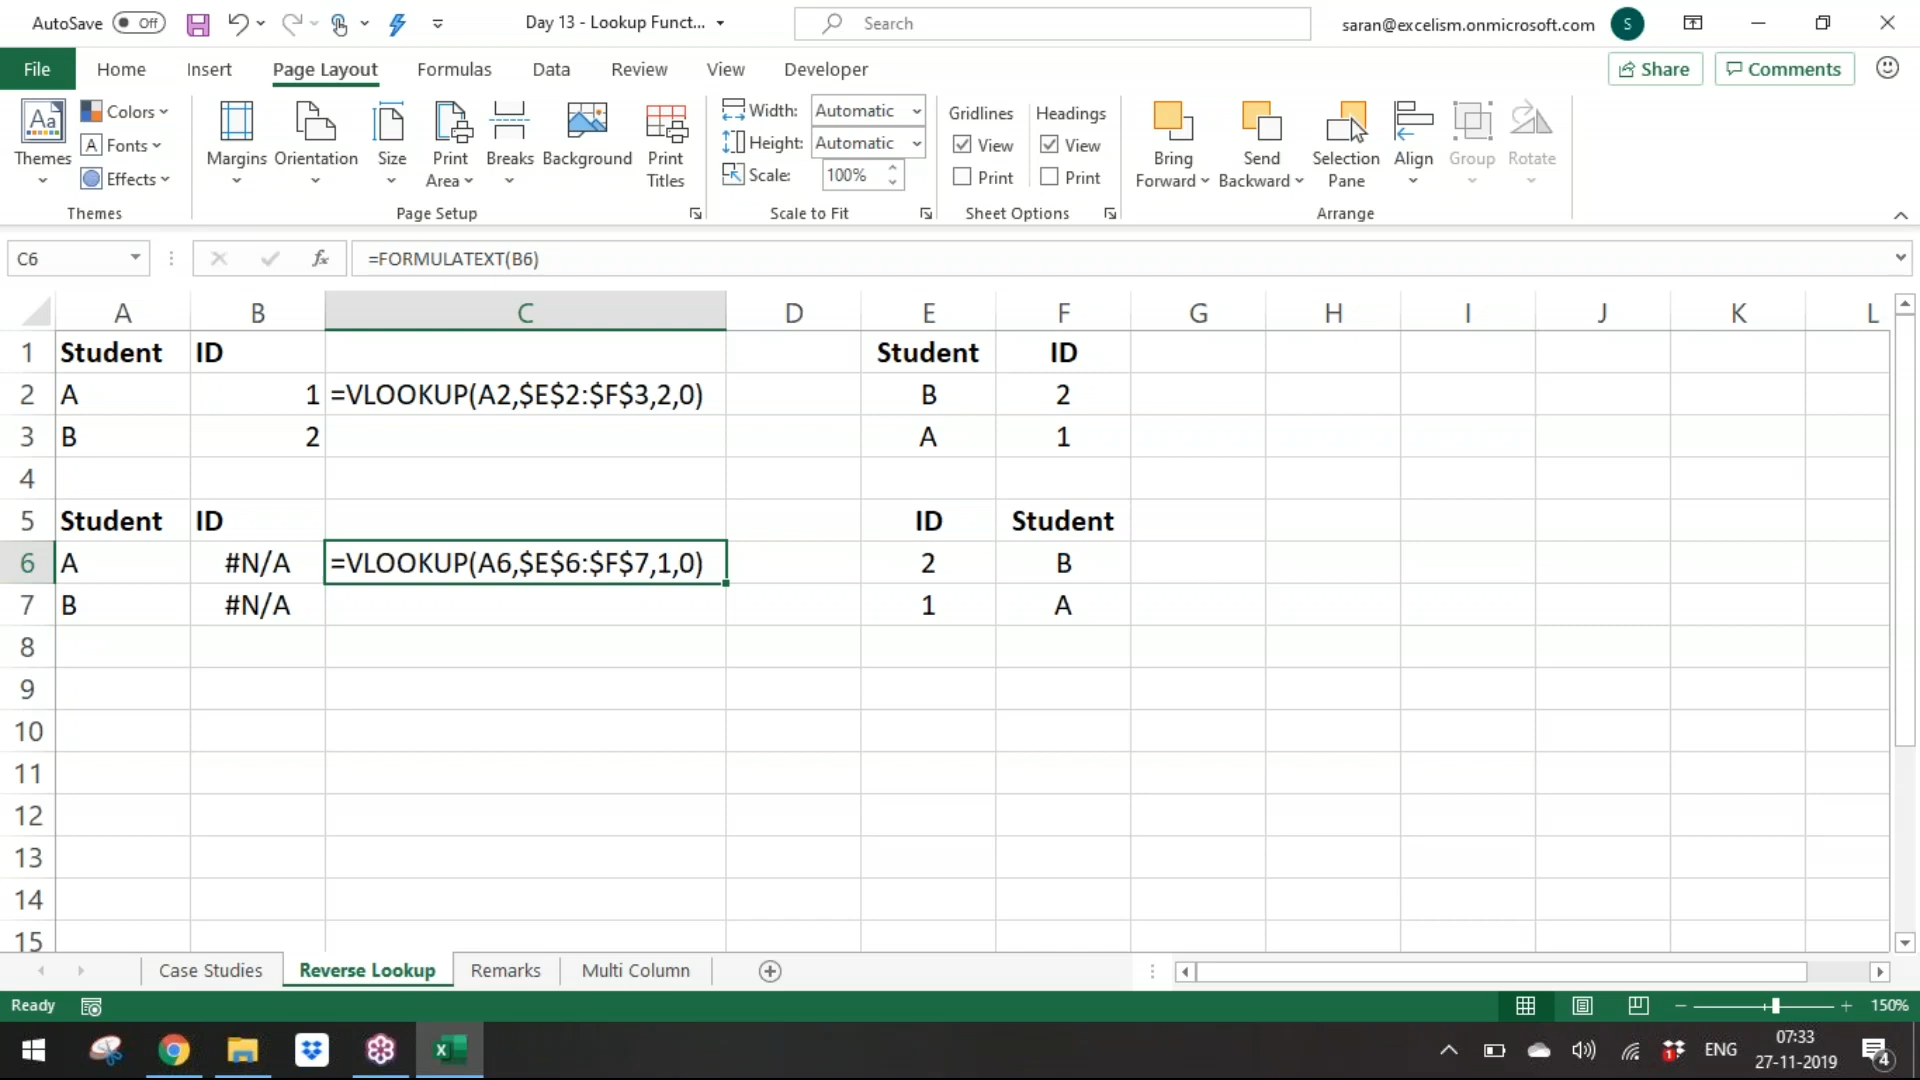 AutoSave Off Day 13 - Lookup Funct... Search saran@excelism.onmicrosoft.com S
File Home Insert Page Layout Formulas Data Review View Developer Share Comments
Aa Colors Width: Automatic Gridlines Headings
A Fonts Height: Automatic View View
Themes Margins Orientation Size Print Breaks Background Print Bring Send Selection Align Group Rotate
Effects Area Titles Scale: 100% Print Print Forward Backward Pane
Themes Page Setup Scale to Fit Sheet Options Arrange
C6 fx =FORMULATEXT(B6)
A B C D E F G H I J K L
1 Student ID Student ID
2 A 1 =VLOOKUP(A2,$E$2:$F$3,2,0) B 2
3 B 2 A 1
4
5 Student ID ID Student
6 A #N/A =VLOOKUP(A6,$E$6:$F$7,1,0) 2 B
7 B #N/A 1 A
8
9
10
11
12
13
14
15
Case Studies Reverse Lookup Remarks Multi Column
Ready 150%
07:33
ENG
27-11-2019
1
4